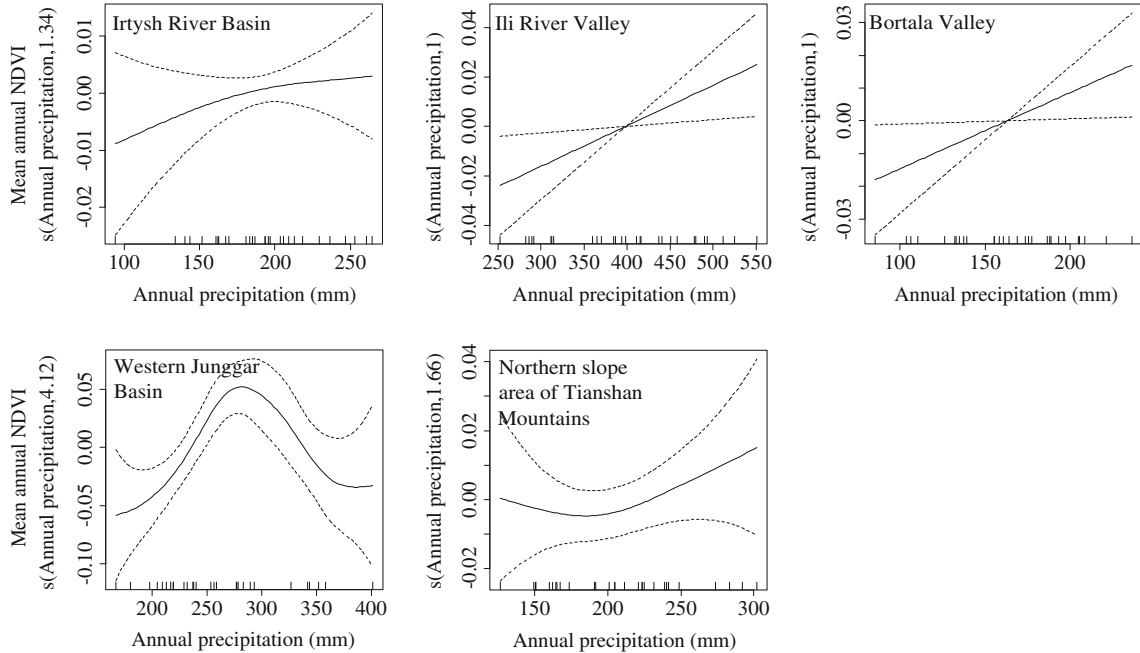 Irtysh River Basin
Mean annual NDVI
s(Annual precipitation,1.34)
0.01
0.00
-0.01
-0.02
100
150
200
250
Annual precipitation (mm)
Ili River Valley
s(Annual precipitation,1)
0.04
0.02
0.00
-0.02
-0.04
250
300
350
400
450
500
550
Annual precipitation (mm)
Bortala Valley
s(Annual precipitation,1)
0.03
0.00
-0.03
100
150
200
Annual precipitation (mm)
Western Junggar
Basin
Mean annual NDVI
s(Annual precipitation,4.12)
0.05
0.00
-0.05
-0.10
200
250
300
350
400
Annual precipitation (mm)
Northern slope
area of Tianshan
Mountains
s(Annual precipitation,1.66)
0.04
0.02
0.00
-0.02
150
200
250
300
Annual precipitation (mm)